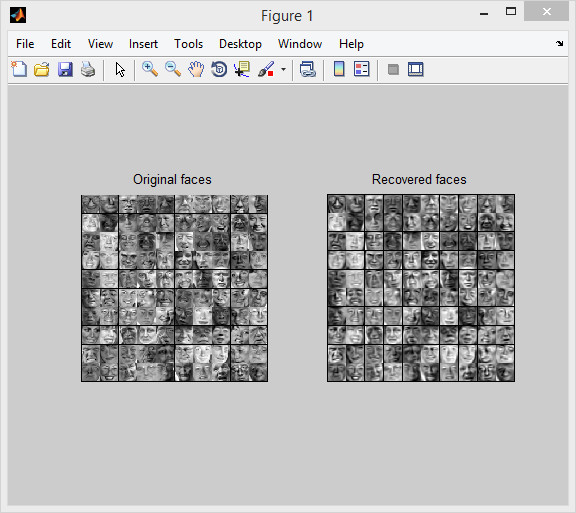 Figure 1
File Edit View Insert Tools Desktop Window Help
Original faces Recovered faces